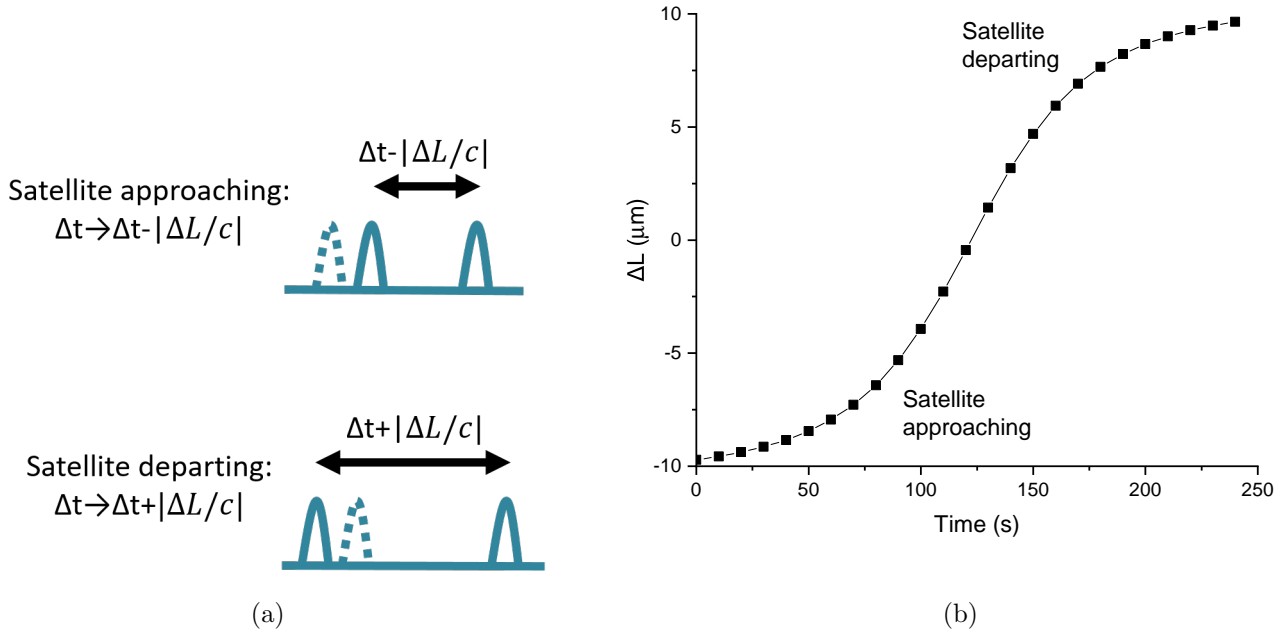 Δt-|ΔL/c|
Satellite approaching:
Δt→Δt-|ΔL/c|
Δt+|ΔL/c|
Satellite departing:
Δt→Δt+|ΔL/c|
(a)
10
5
0
-5
-10
ΔL (μm)
Satellite
departing
Satellite
approaching
0
50
100
150
200
250
Time (s)
(b)